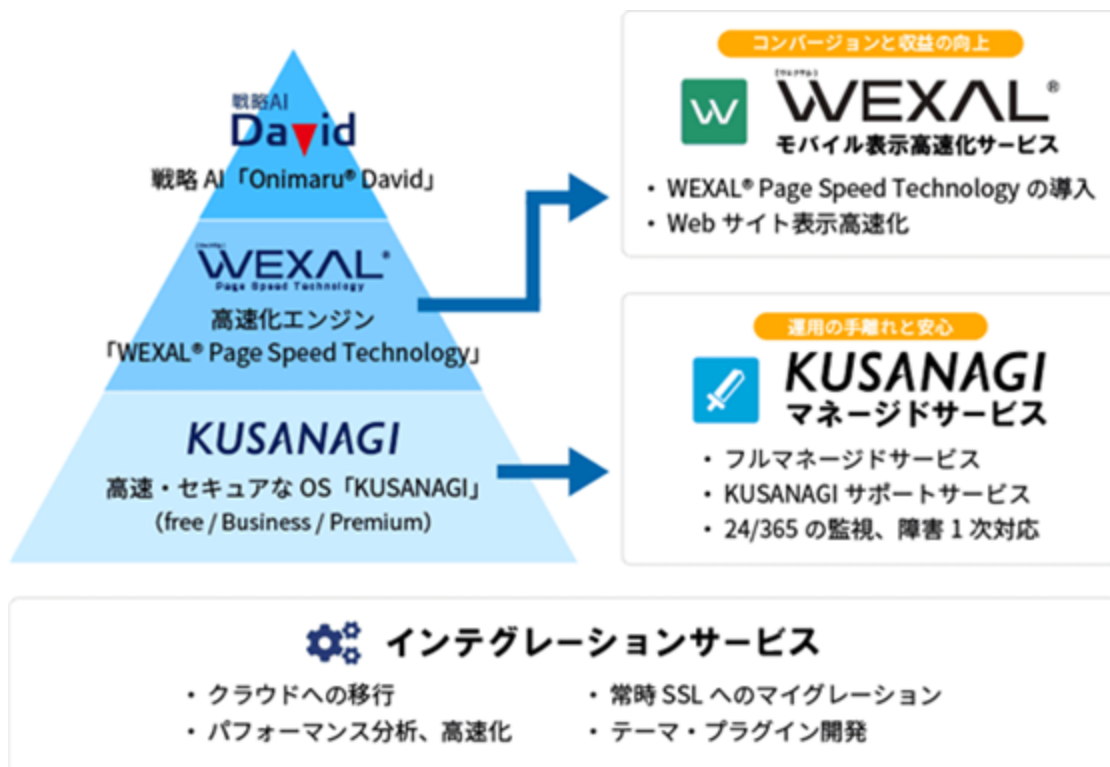 戦略AI
David
戦略 AI「Onimaru® David」
WEXAL®
Page Speed Technology
高速化エンジン
「WEXAL® Page Speed Technology」
KUSANAGI
高速・セキュアな OS「KUSANAGI」
（free / Business / Premium）
コンバージョンと収益の向上
W
WEXAL®
モバイル表示高速化サービス
・ WEXAL® Page Speed Technology の導入
・ Web サイト表示高速化
運用の手離れと安心
KUSANAGI
マネージドサービス
・ フルマネージドサービス
・ KUSANAGI サポートサービス
・ 24/365 の監視、障害 1 次対応
インテグレーションサービス
・ クラウドへの移行
・ パフォーマンス分析、高速化
・ 常時 SSL へのマイグレーション
・ テーマ・プラグイン開発